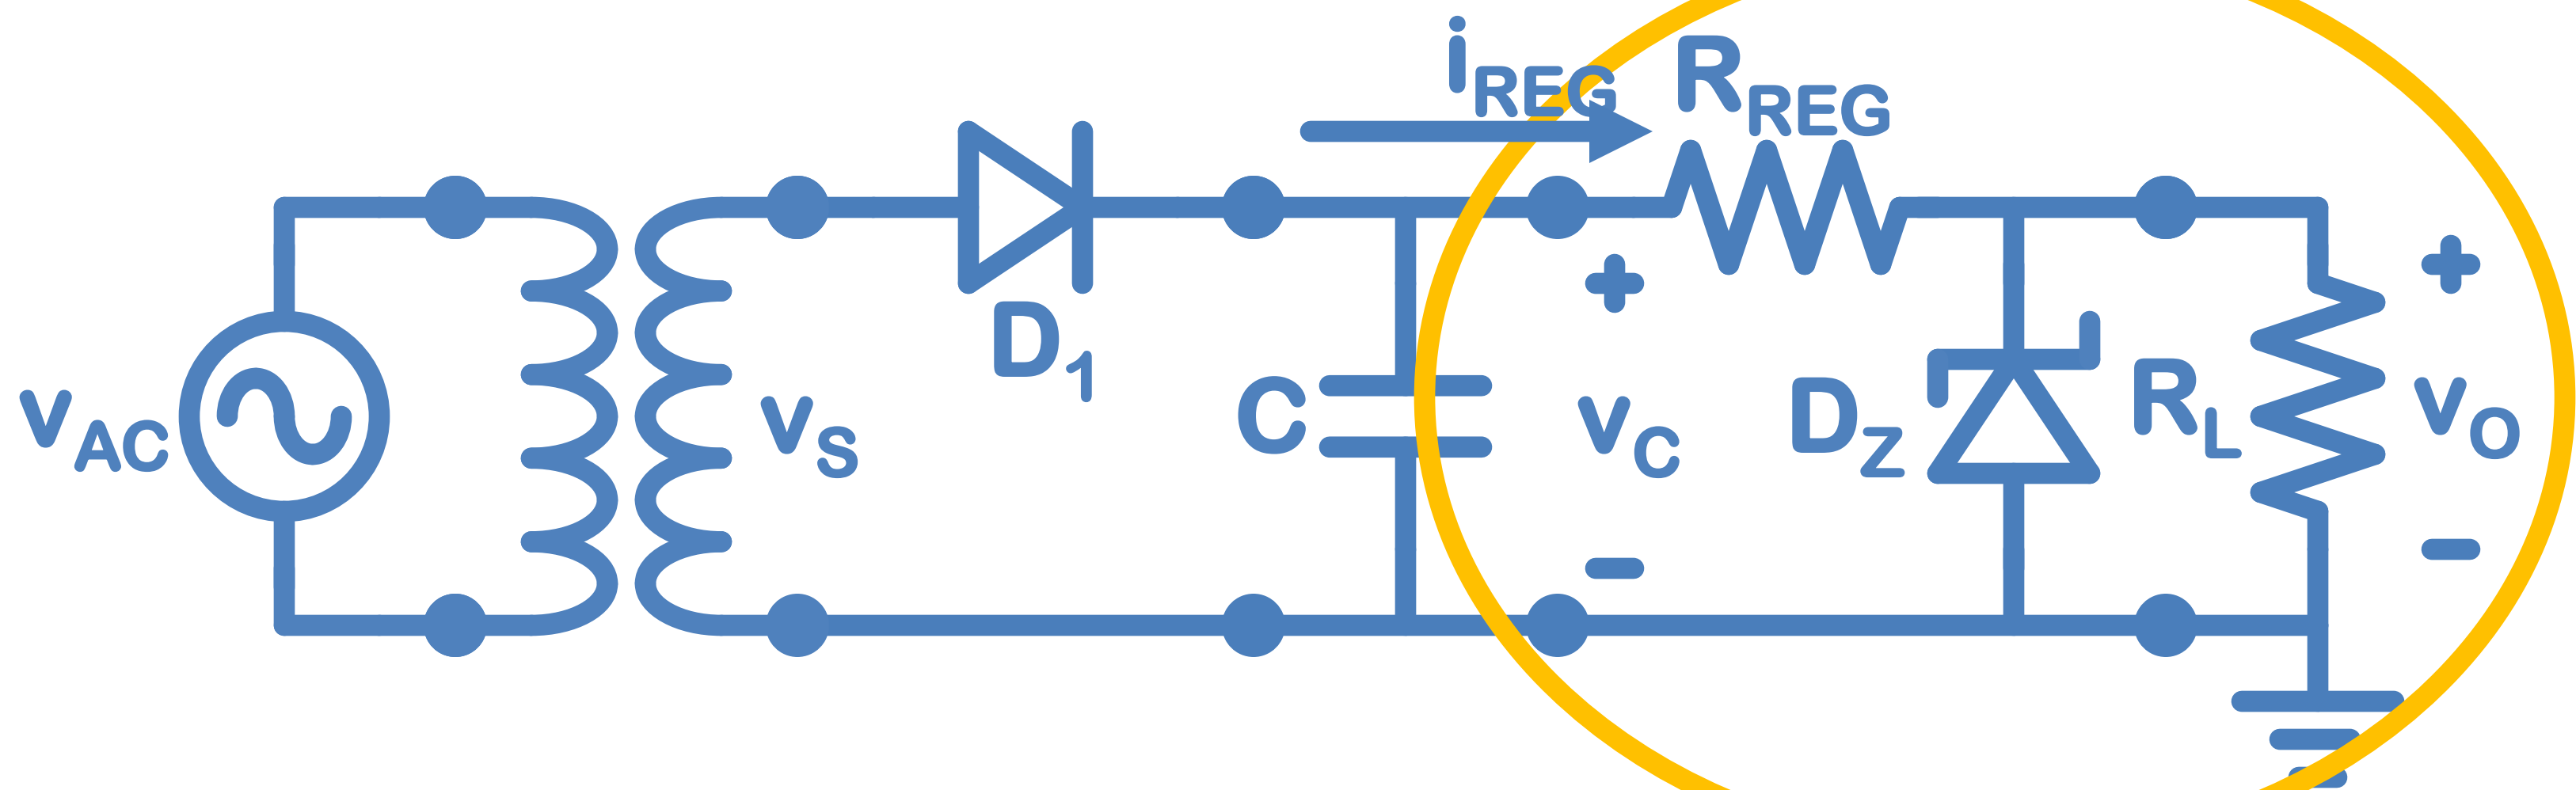 iREG
RREG
vAC
vS
D1
C
+
vC
-
DZ
RL
+
vO
-